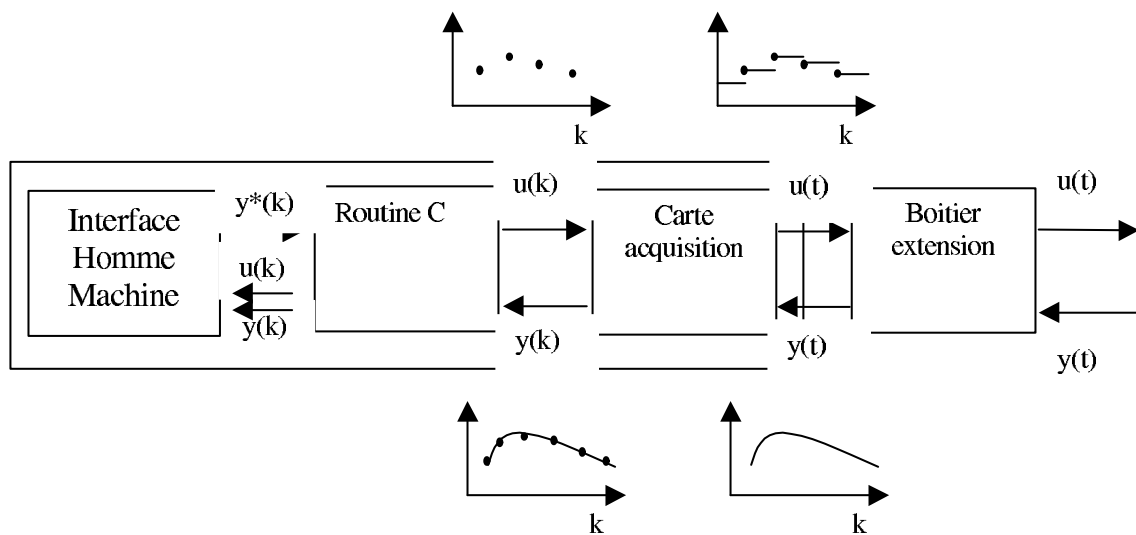 k
k
u(k)
u(t)
u(t)
y*(k)
Routine C
Carte
acquisition
Boitier
extension
Interface
Homme
Machine
u(k)
y(k)
y(k)
y(t)
y(t)
k
k